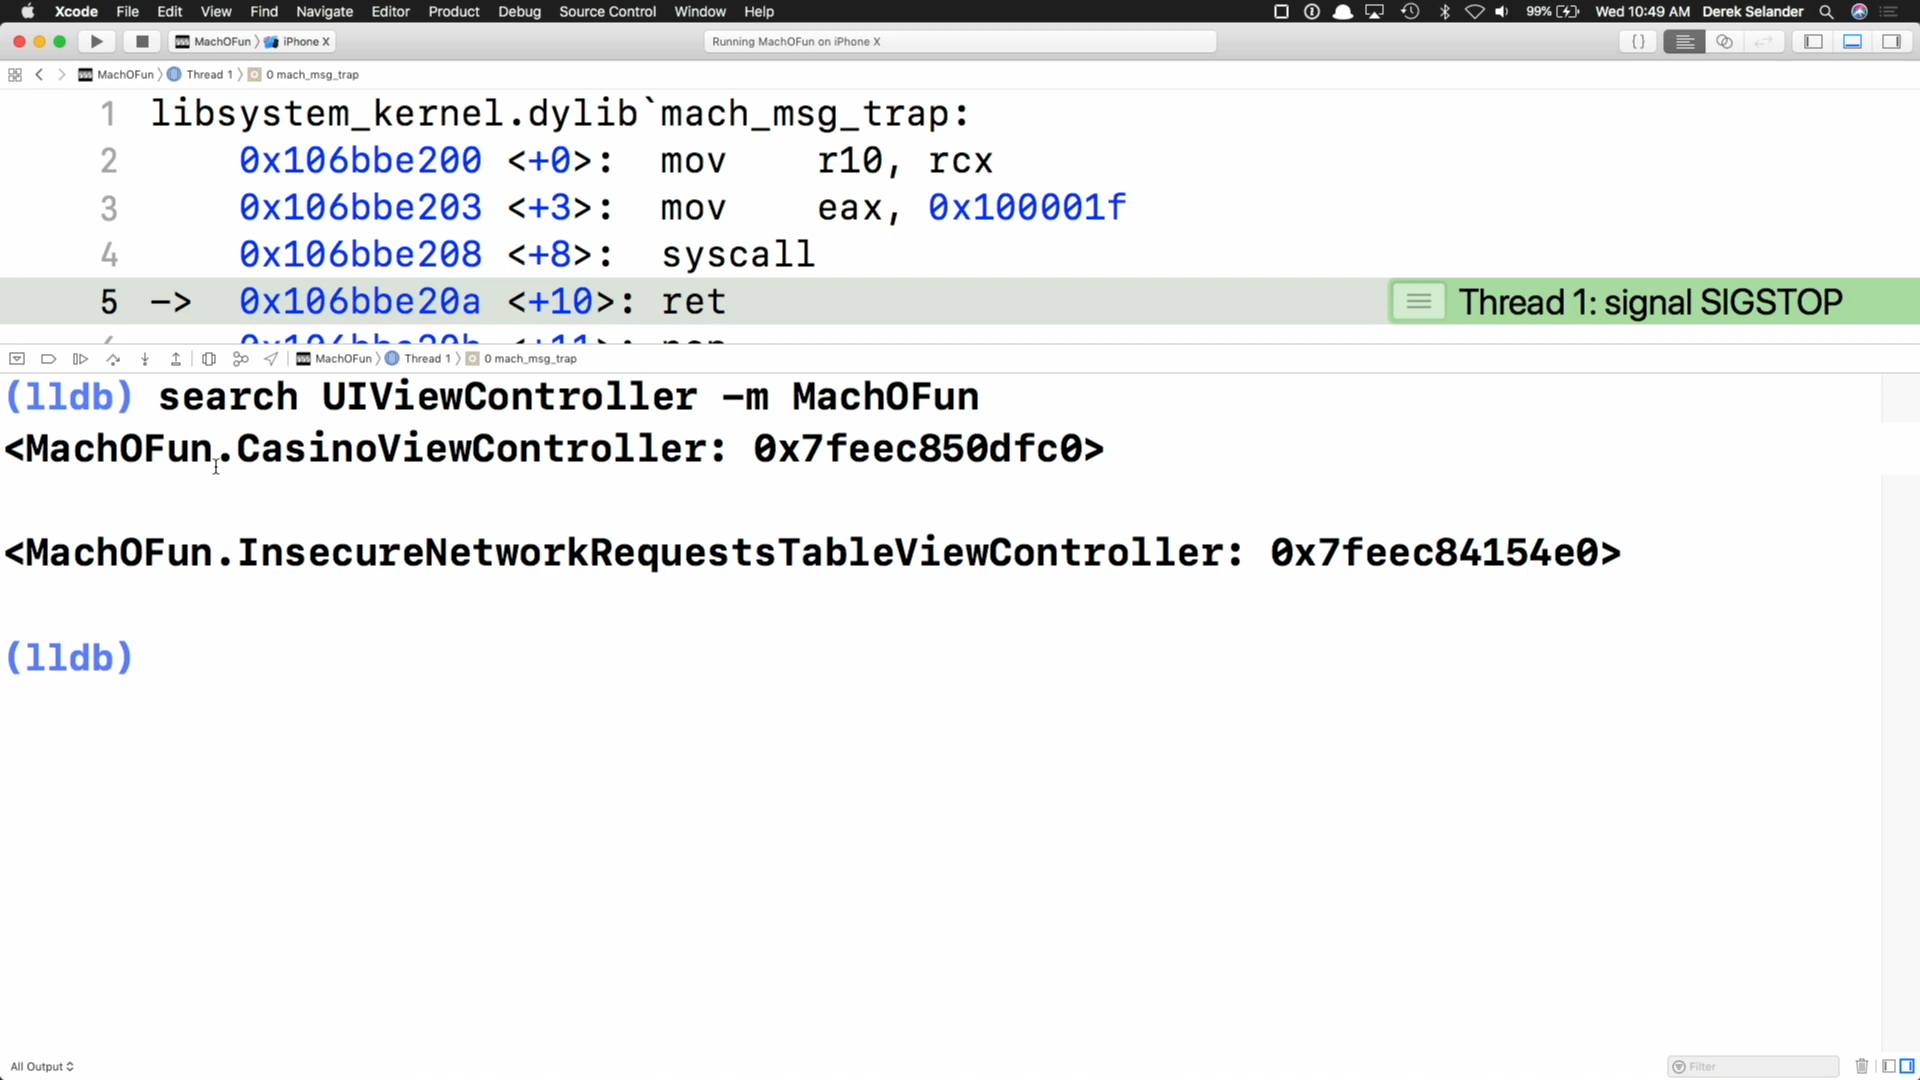 Xcode File Edit View Find Navigate Editor Product Debug Source Control Window Help 99% Wed 10:49 AM Derek Selander
MachOFun iPhone X Running MachOFun on iPhone X {}
MachOFun Thread 1 0 mach_msg_trap
1 libsystem_kernel.dylib`mach_msg_trap:
2 0x106bbe200 <+0>: mov r10, rcx
3 0x106bbe203 <+3>: mov eax, 0x100001f
4 0x106bbe208 <+8>: syscall
5 -> 0x106bbe20a <+10>: ret Thread 1: signal SIGSTOP
MachOFun Thread 1 0 mach_msg_trap
(lldb) search UIViewController -m MachOFun
<MachOFun.CasinoViewController: 0x7feec850dfc0>
<MachOFun.InsecureNetworkRequestsTableViewController: 0x7feec84154e0>
(lldb)
All Output Filter